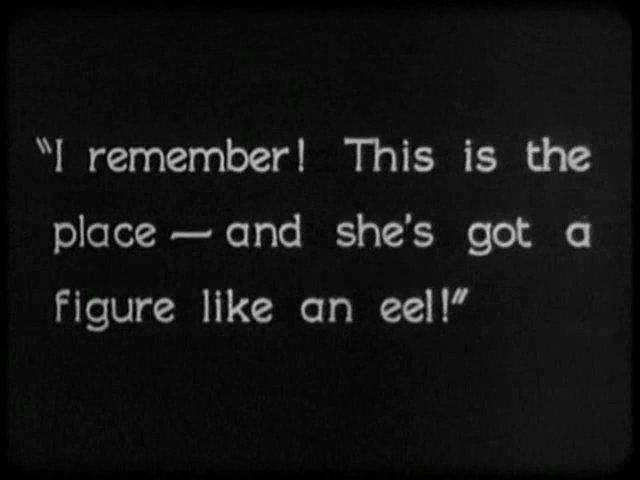 "I remember! This is the
place — and she's got a
figure like an eel!"